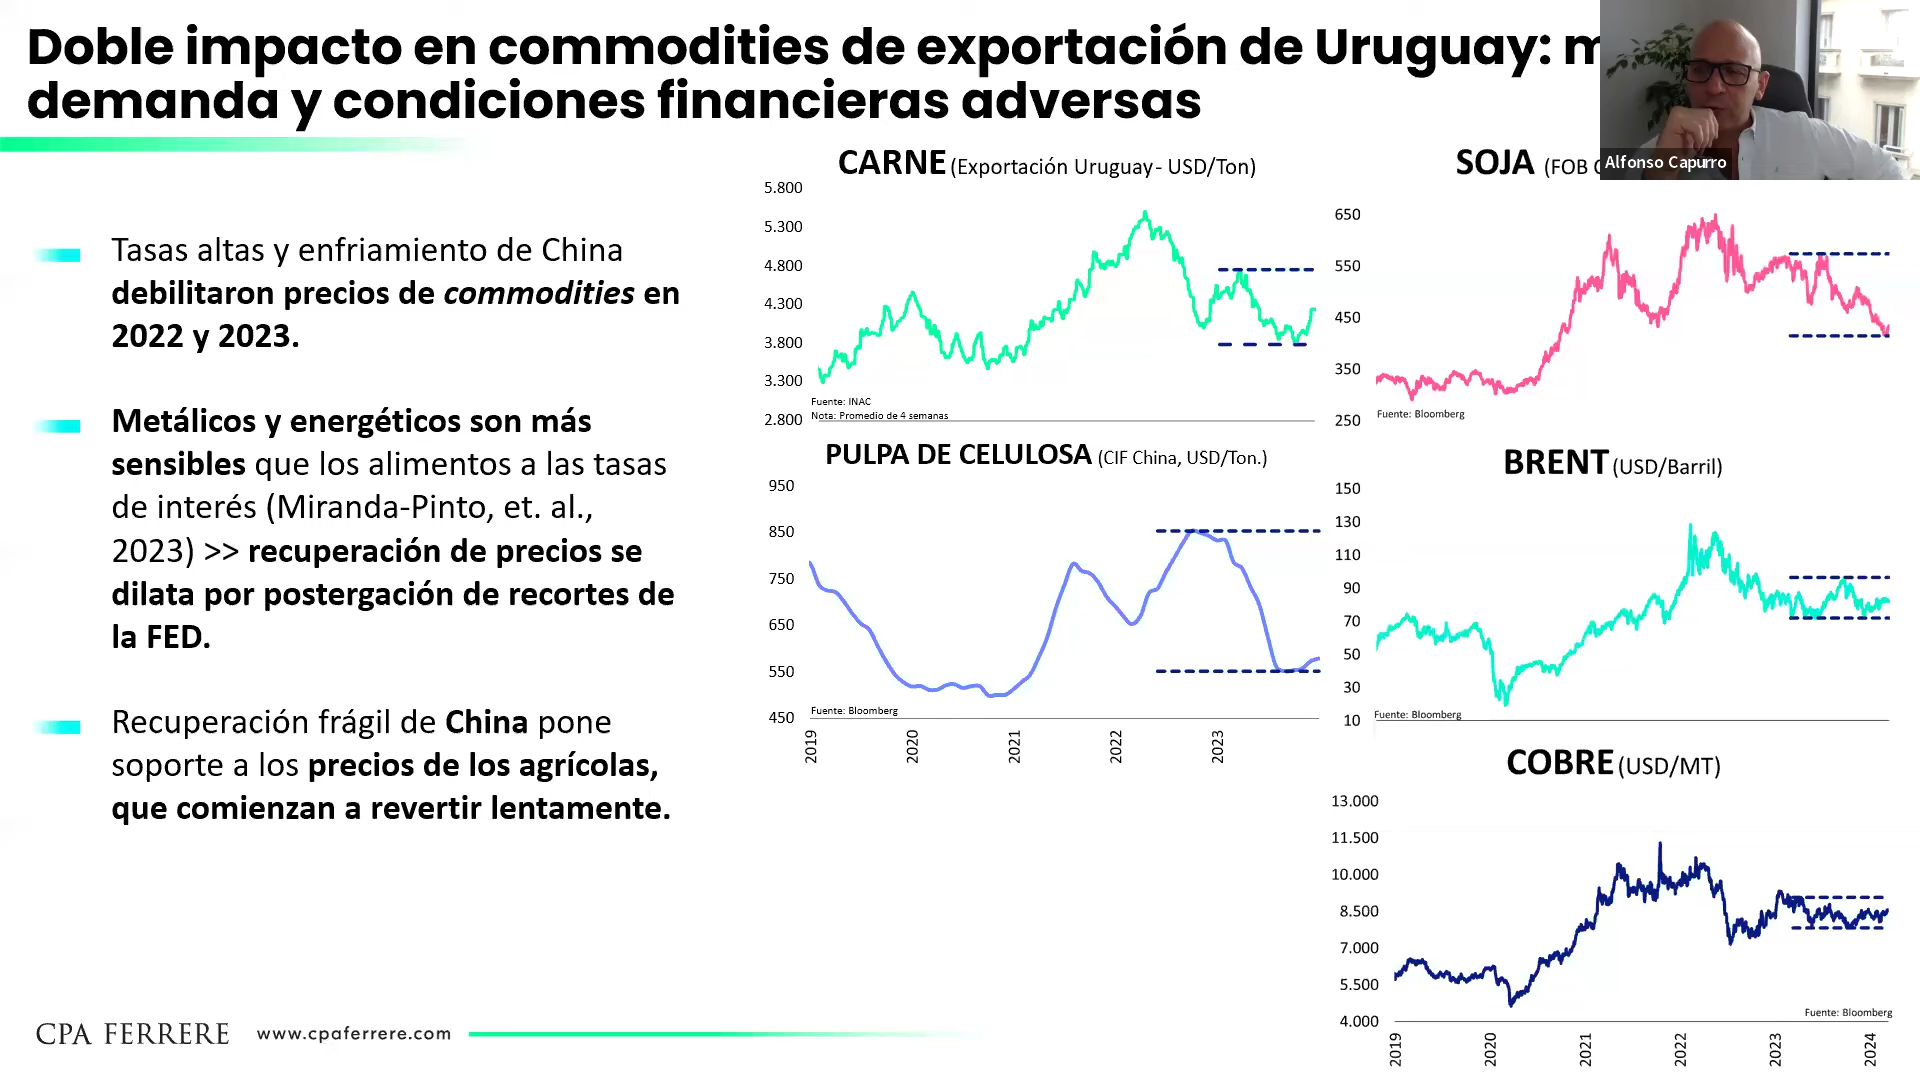 Doble impacto en commodities de exportación de Uruguay:
demanda y condiciones financieras adversas
Alfonso Capurro
Tasas altas y enfriamiento de China
debilitaron precios de commodities en
2022 y 2023.
Metálicos y energéticos son más
sensibles que los alimentos a las tasas
de interés (Miranda-Pinto, et. al.,
2023) >> recuperación de precios se
dilata por postergación de recortes de
la FED.
Recuperación frágil de China pone
soporte a los precios de los agrícolas,
que comienzan a revertir lentamente.
CARNE (Exportación Uruguay - USD/Ton)
5.800
5.300
4.800
4.300
3.800
3.300
2.800
Fuente: INAC
Nota: Promedio de 4 semanas
SOJA (FOB
650
550
450
350
250
Fuente: Bloomberg
PULPA DE CELULOSA (CIF China, USD/Ton.)
950
850
750
650
550
450
Fuente: Bloomberg
2019
2020
2021
2022
2023
BRENT (USD/Barril)
150
130
110
90
70
50
30
10
Fuente: Bloomberg
COBRE (USD/MT)
13.000
11.500
10.000
8.500
7.000
5.500
4.000
Fuente: Bloomberg
2019
2020
2021
2022
2023
2024
CPA FERRERE www.cpaferrere.com